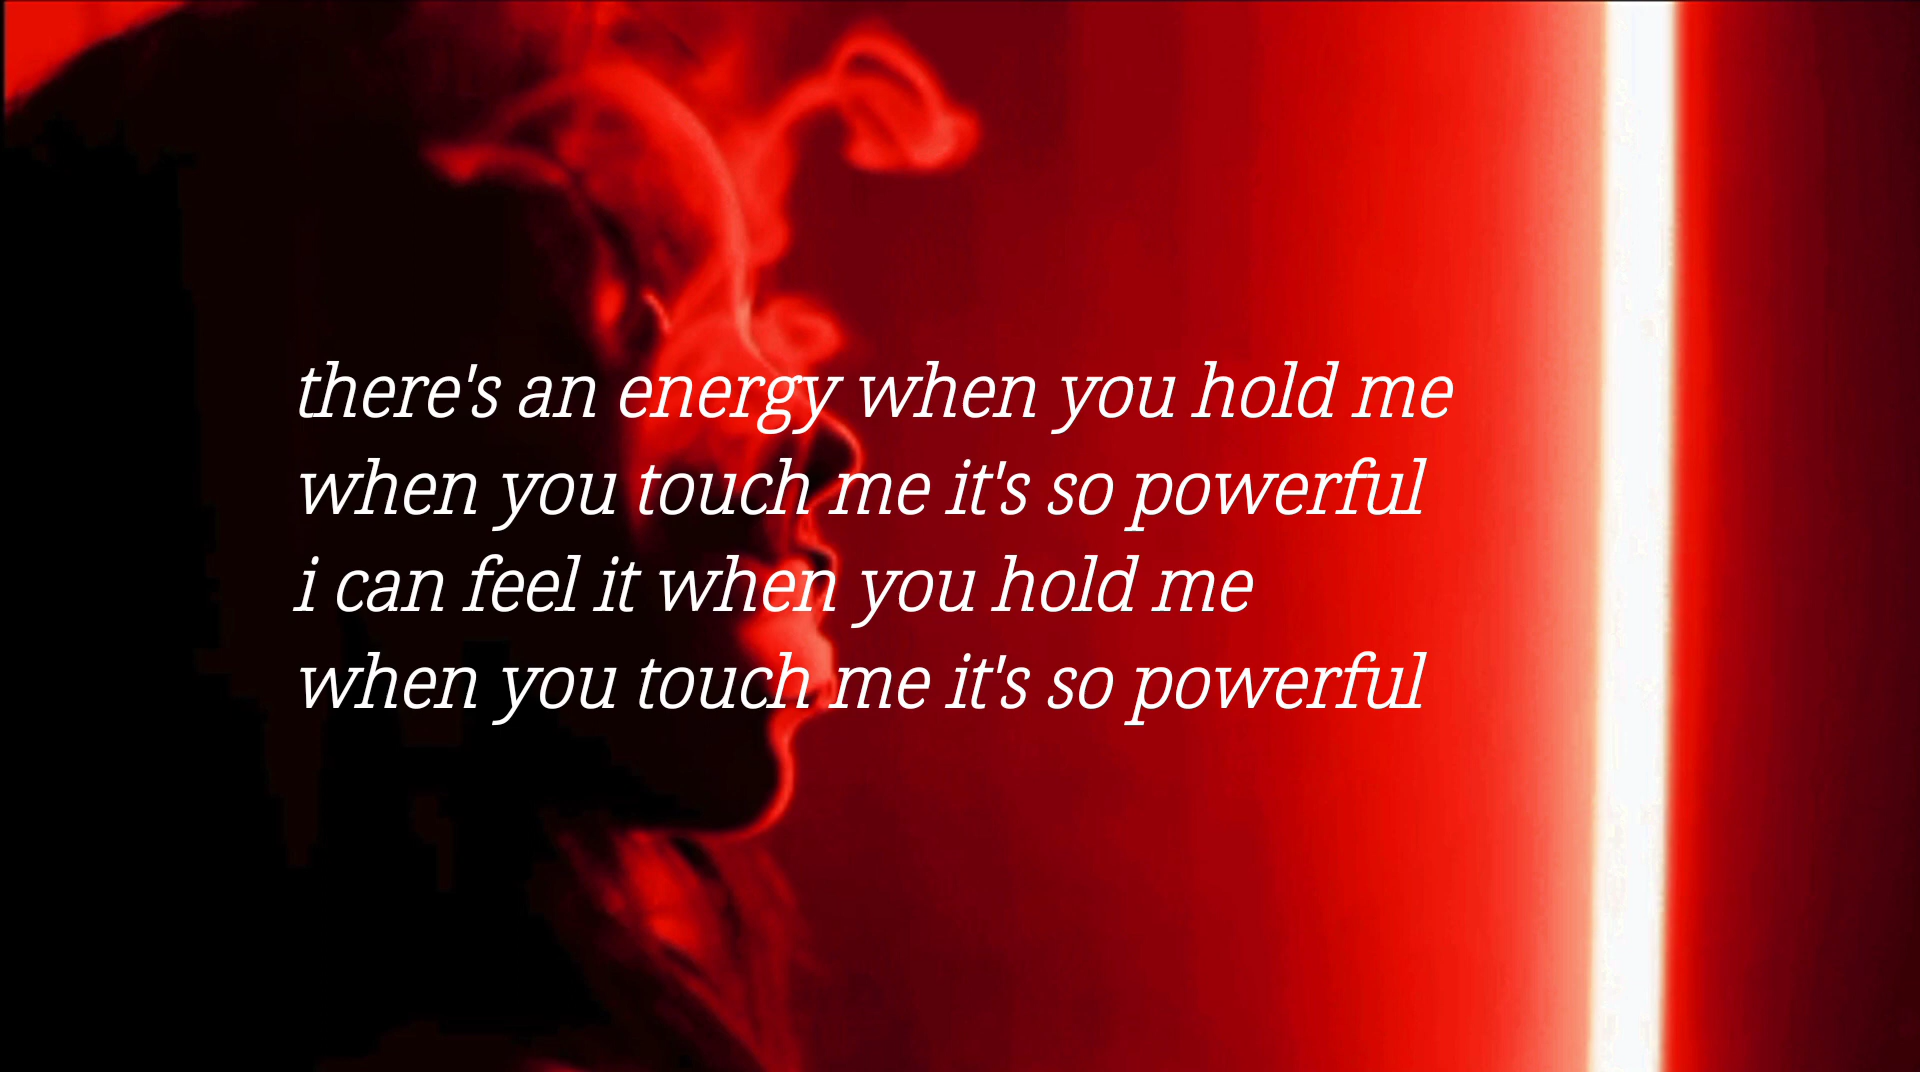 there's an energy when you hold me
when you touch me it's so powerful
i can feel it when you hold me
when you touch me it's so powerful